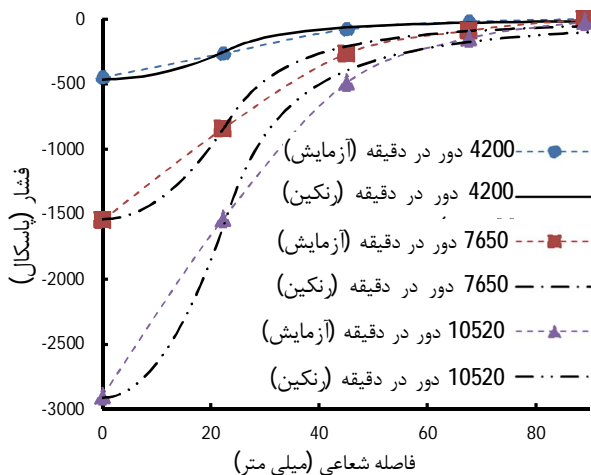 0
-500
-1000
-1500
-2000
-2500
-3000
0
20
40
60
80
فشار (پاسکال)
فاصله شعاعی (میلی متر)
4200 دور در دقیقه (آزمایش)
4200 دور در دقیقه (رنکین)
7650 دور در دقیقه (آزمایش)
7650 دور در دقیقه (رنکین)
10520 دور در دقیقه (آزمایش)
10520 دور در دقیقه (رنکین)